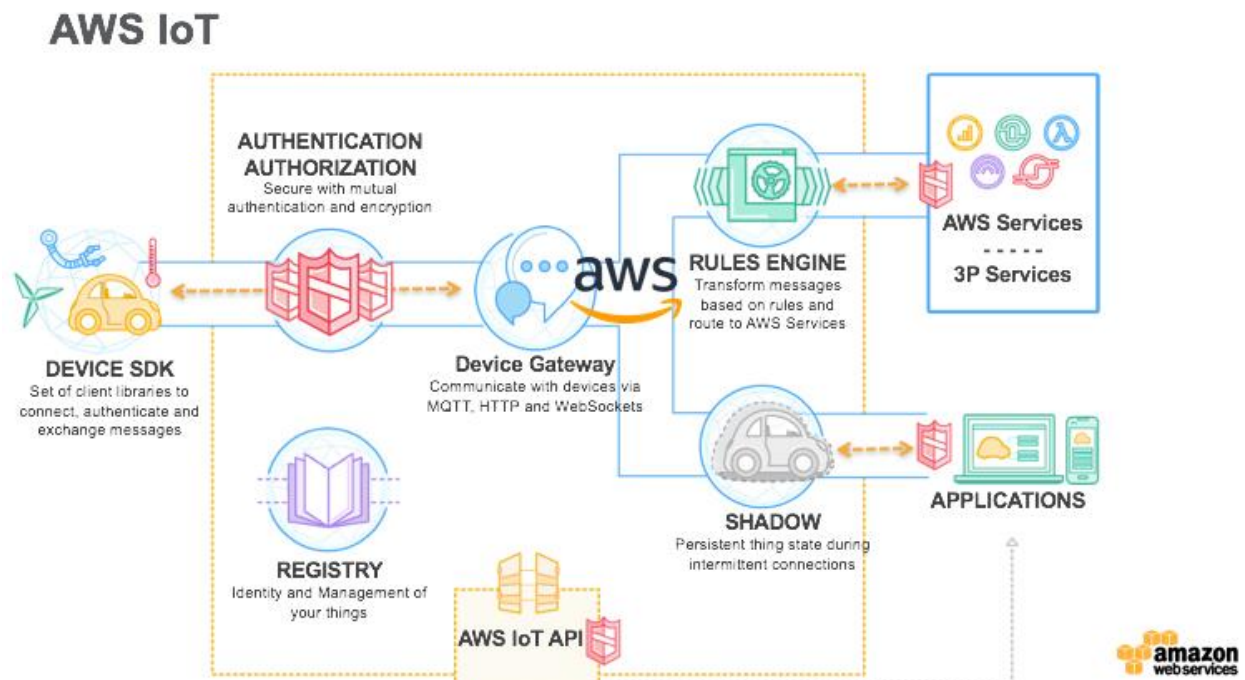 AWS IoT
AUTHENTICATION
AUTHORIZATION
Secure with mutual
authentication and encryption
DEVICE SDK
Set of client libraries to
connect, authenticate and
exchange messages
aws
Device Gateway
Communicate with devices via
MQTT, HTTP and WebSockets
RULES ENGINE
Transform messages
based on rules and
route to AWS Services
AWS Services
-----
3P Services
REGISTRY
Identity and Management of
your things
SHADOW
Persistent thing state during
intermittent connections
APPLICATIONS
AWS IoT API
amazon
webservices